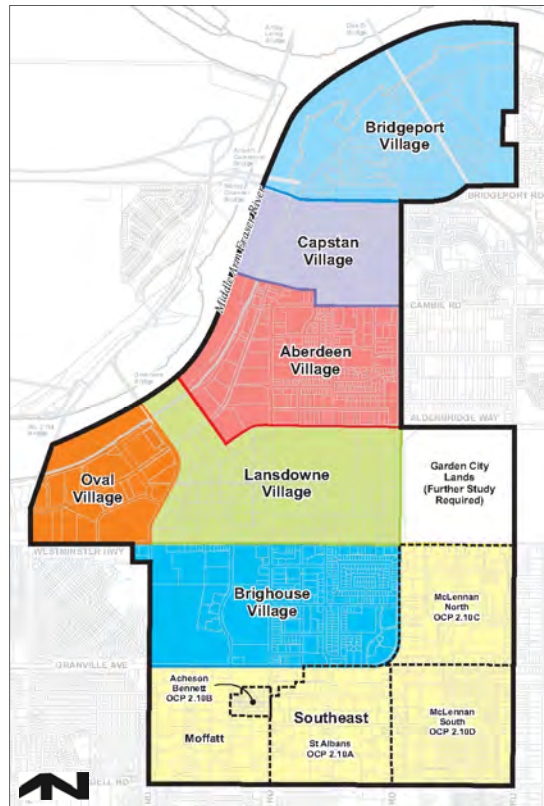 Bridgeport
Village
BRIDGEPORT RD
Middle Arm Fraser River
Capstan
Village
CAMBIE RD
Aberdeen
Village
ALDERBRIDGE WAY
Oval
Village
Lansdowne
Village
Garden City
Lands
(Further Study
Required)
WESTMINSTER HWY
Brighouse
Village
McLennan
North
OCP 2.10C
GRANVILLE AVE
Acheson
Bennett
OCP 2.10B
Moffatt
Southeast
St Albans
OCP 2.10A
McLennan
South
OCP 2.10D
N